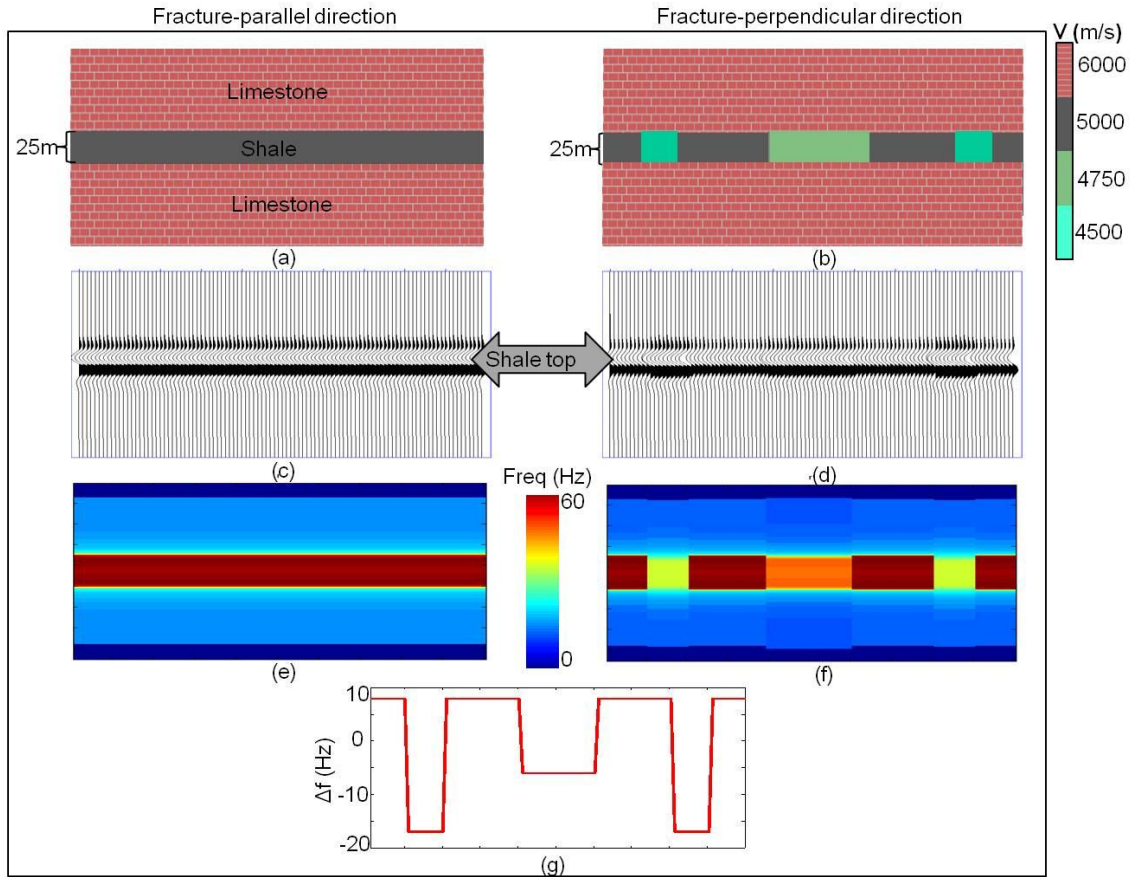 Fracture-parallel direction
Fracture-perpendicular direction
V (m/s)
6000
5000
4750
4500
Limestone
25m
Shale
Limestone
25m
(a)
(b)
Shale top
(c)
(d)
Freq (Hz)
60
0
(e)
(f)
10
0
-10
-20
Δf (Hz)
(g)